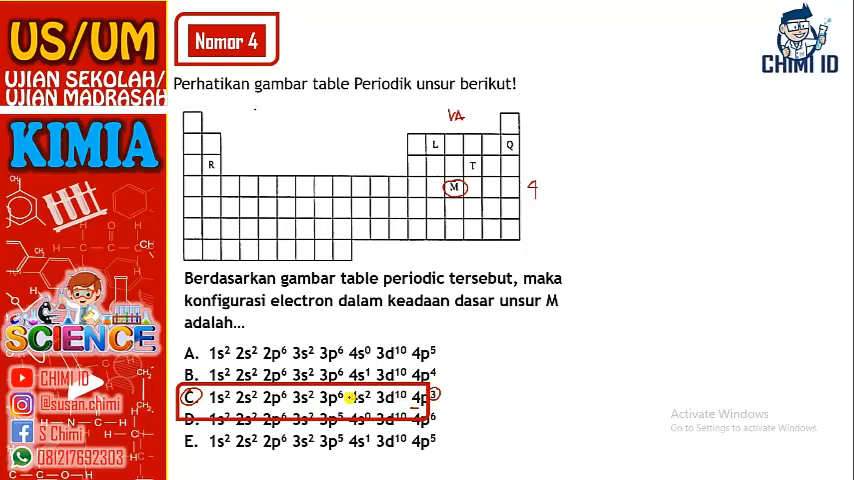 US/UM
UJIAN SEKOLAH/
UJIAN MADRASAH
KIMIA
SCIENCE
CHIMI ID
@susan.chimi
S Chimi
081217692303
Nomor 4
CHIMI ID
Perhatikan gambar table Periodik unsur berikut!
VA
L
Q
R
T
M
4
Berdasarkan gambar table periodic tersebut, maka
konfigurasi electron dalam keadaan dasar unsur M
adalah...
A. 1s² 2s² 2p⁶ 3s² 3p⁶ 4s⁰ 3d¹⁰ 4p⁵
B. 1s² 2s² 2p⁶ 3s² 3p⁶ 4s¹ 3d¹⁰ 4p⁴
C. 1s² 2s² 2p⁶ 3s² 3p⁶ 4s² 3d¹⁰ 4p³
D. 1s² 2s² 2p⁶ 3s² 3p⁵ 4s⁰ 3d¹⁰ 4p⁶
E. 1s² 2s² 2p⁶ 3s² 3p⁵ 4s¹ 3d¹⁰ 4p⁵
Activate Windows
Go to Settings to activate Windows.